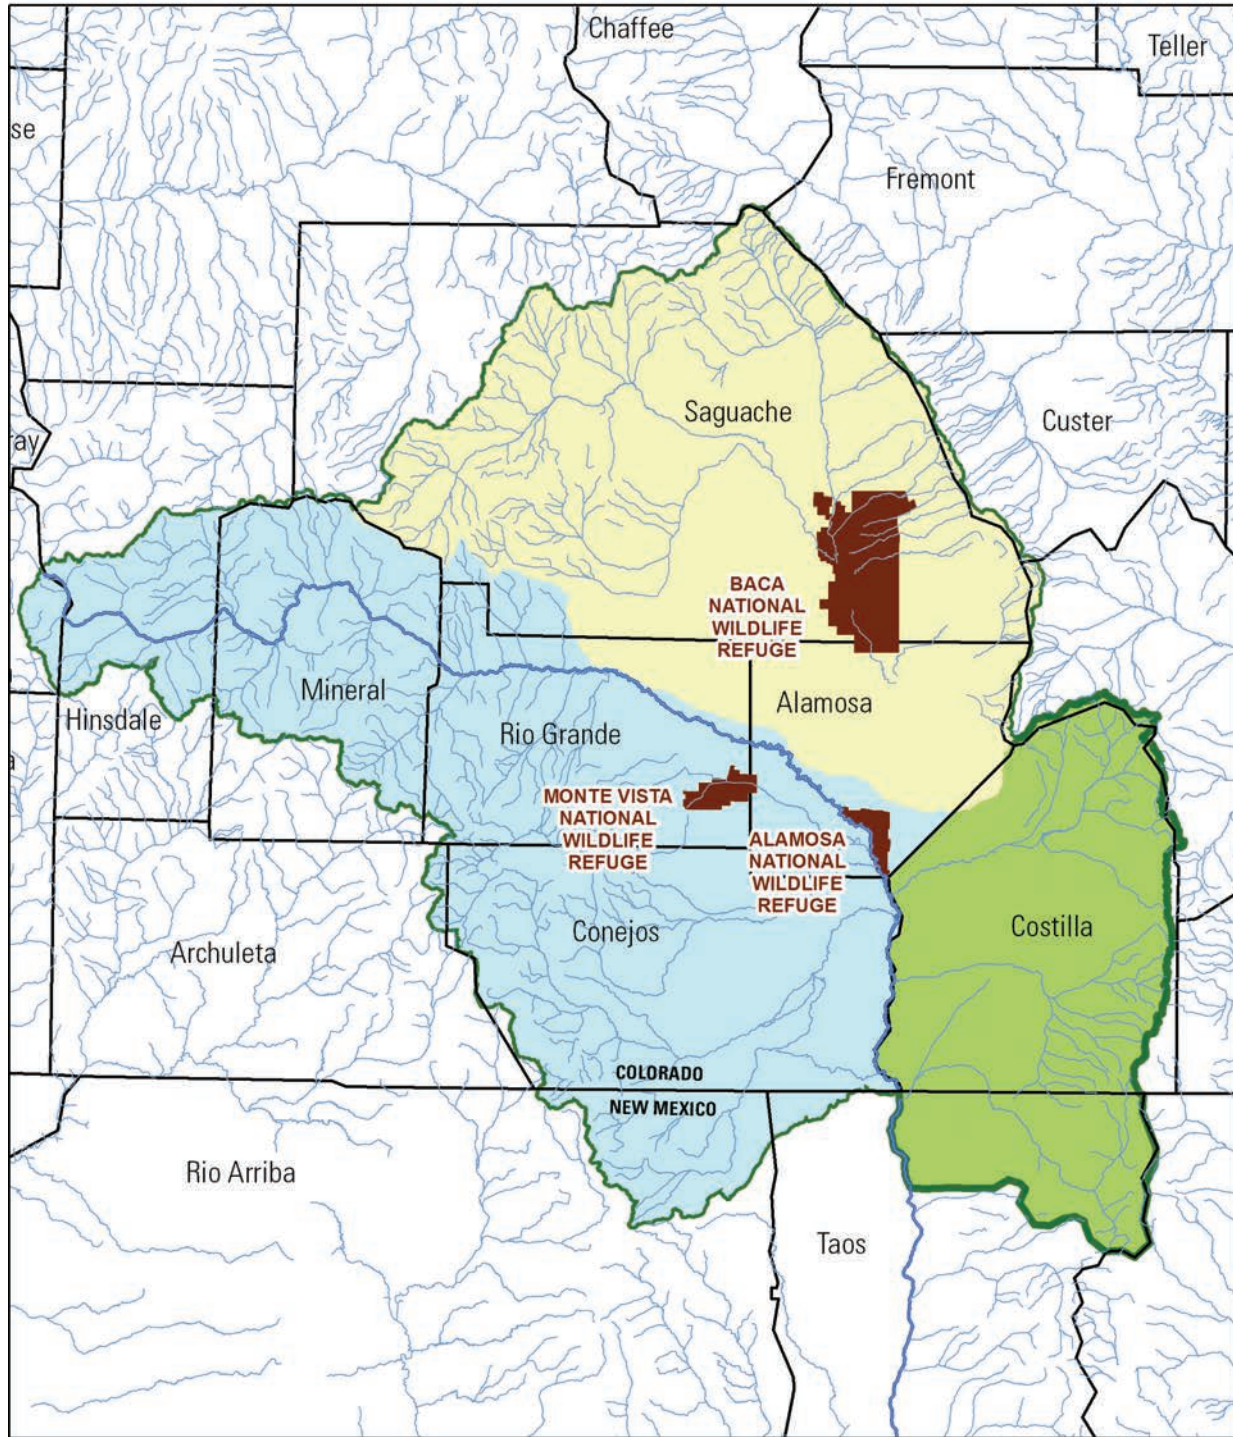 Chaffee
Teller
se
Fremont
Saguache
Custer
ay
BACA
NATIONAL
WILDLIFE
REFUGE
Mineral
Alamosa
Hinsdale
Rio Grande
a
MONTE VISTA
NATIONAL
WILDLIFE
REFUGE
ALAMOSA
NATIONAL
WILDLIFE
REFUGE
Conejos
Costilla
Archuleta
COLORADO
NEW MEXICO
Rio Arriba
Taos